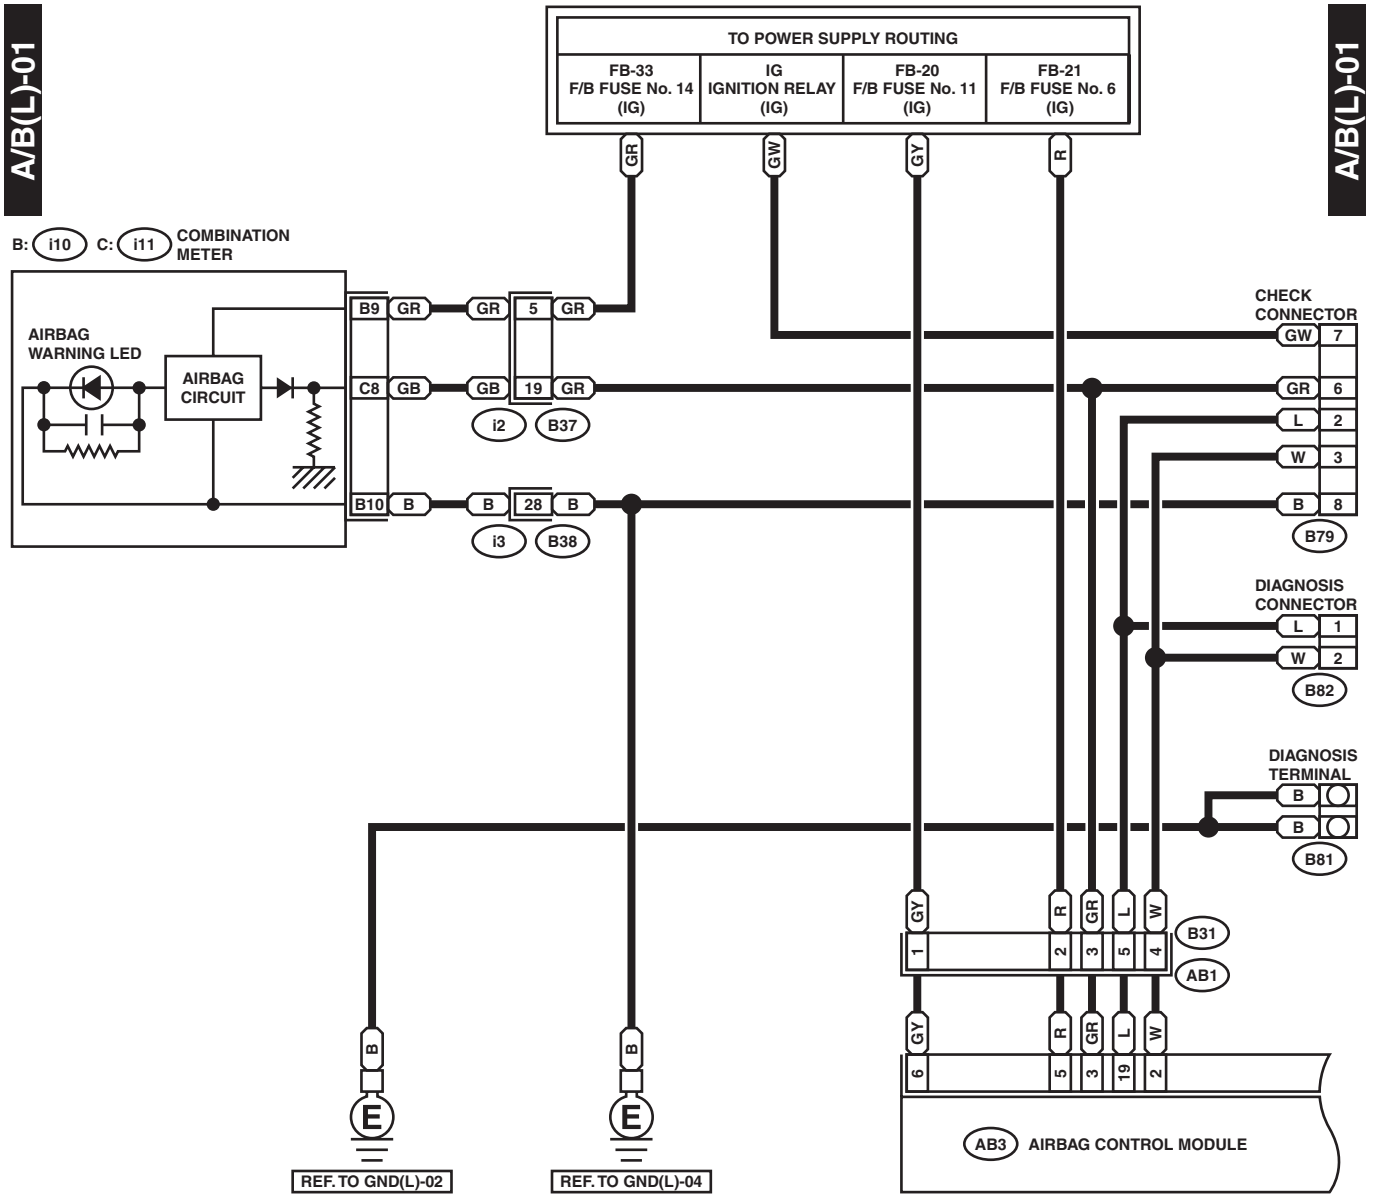 A/B(L)-01
A/B(L)-01
TO POWER SUPPLY ROUTING
FB-33
F/B FUSE No. 14
(IG)
IG
IGNITION RELAY
(IG)
FB-20
F/B FUSE No. 11
(IG)
FB-21
F/B FUSE No. 6
(IG)
GR
GW
GY
R
B: i10 C: i11 COMBINATION
METER
AIRBAG
WARNING LED
AIRBAG
CIRCUIT
B9 GR GR 5 GR
C8 GB GB 19 GR
i2 B37
B10 B B 28 B
i3 B38
CHECK
CONNECTOR
GW 7
GR 6
L 2
W 3
B 8
B79
DIAGNOSIS
CONNECTOR
L 1
W 2
B82
DIAGNOSIS
TERMINAL
B
B
B81
GY R GR L W
1 2 3 5 4
B31
AB1
GY R GR L W
6 5 3 19 2
AB3 AIRBAG CONTROL MODULE
B
E
REF. TO GND(L)-02
B
E
REF. TO GND(L)-04